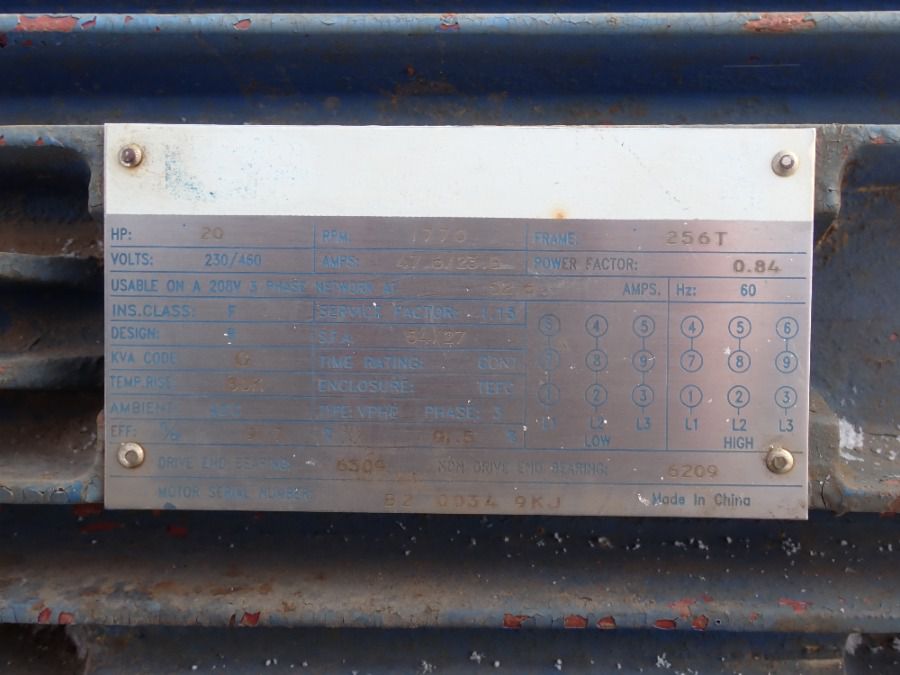 HP: 20 RPM: 1770 FRAME: 256T
VOLTS: 230/460 AMPS: POWER FACTOR: 0.84
USABLE ON A 208V 3 PHASE NETWORK AT AMPS. Hz: 60
INS.CLASS: F SERVICE FACTOR: 1.15
DESIGN: S.F.A. 54/27
KVA CODE G TIME RATING: CONT
TEMP.RISE ENCLOSURE: TEFC
AMBIENT TYPE: VPHP PHASE: 3
EFF: 91.5 %
6 4 5 4 5 6
7 8 9 7 8 9
1 2 3 1 2 3
L1 L2 L3 L1 L2 L3
LOW HIGH
DRIVE END BEARING: 6309 NON DRIVE END BEARING: 6209
MOTOR SERIAL NUMBER: Made In China